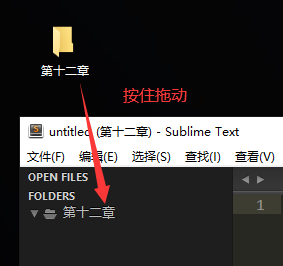 第十二章
按住拖动
untitled (第十二章) - Sublime Text
文件(F) 编辑(E) 选择(S) 查找(I) 查看(V)
OPEN FILES
FOLDERS
第十二章
1